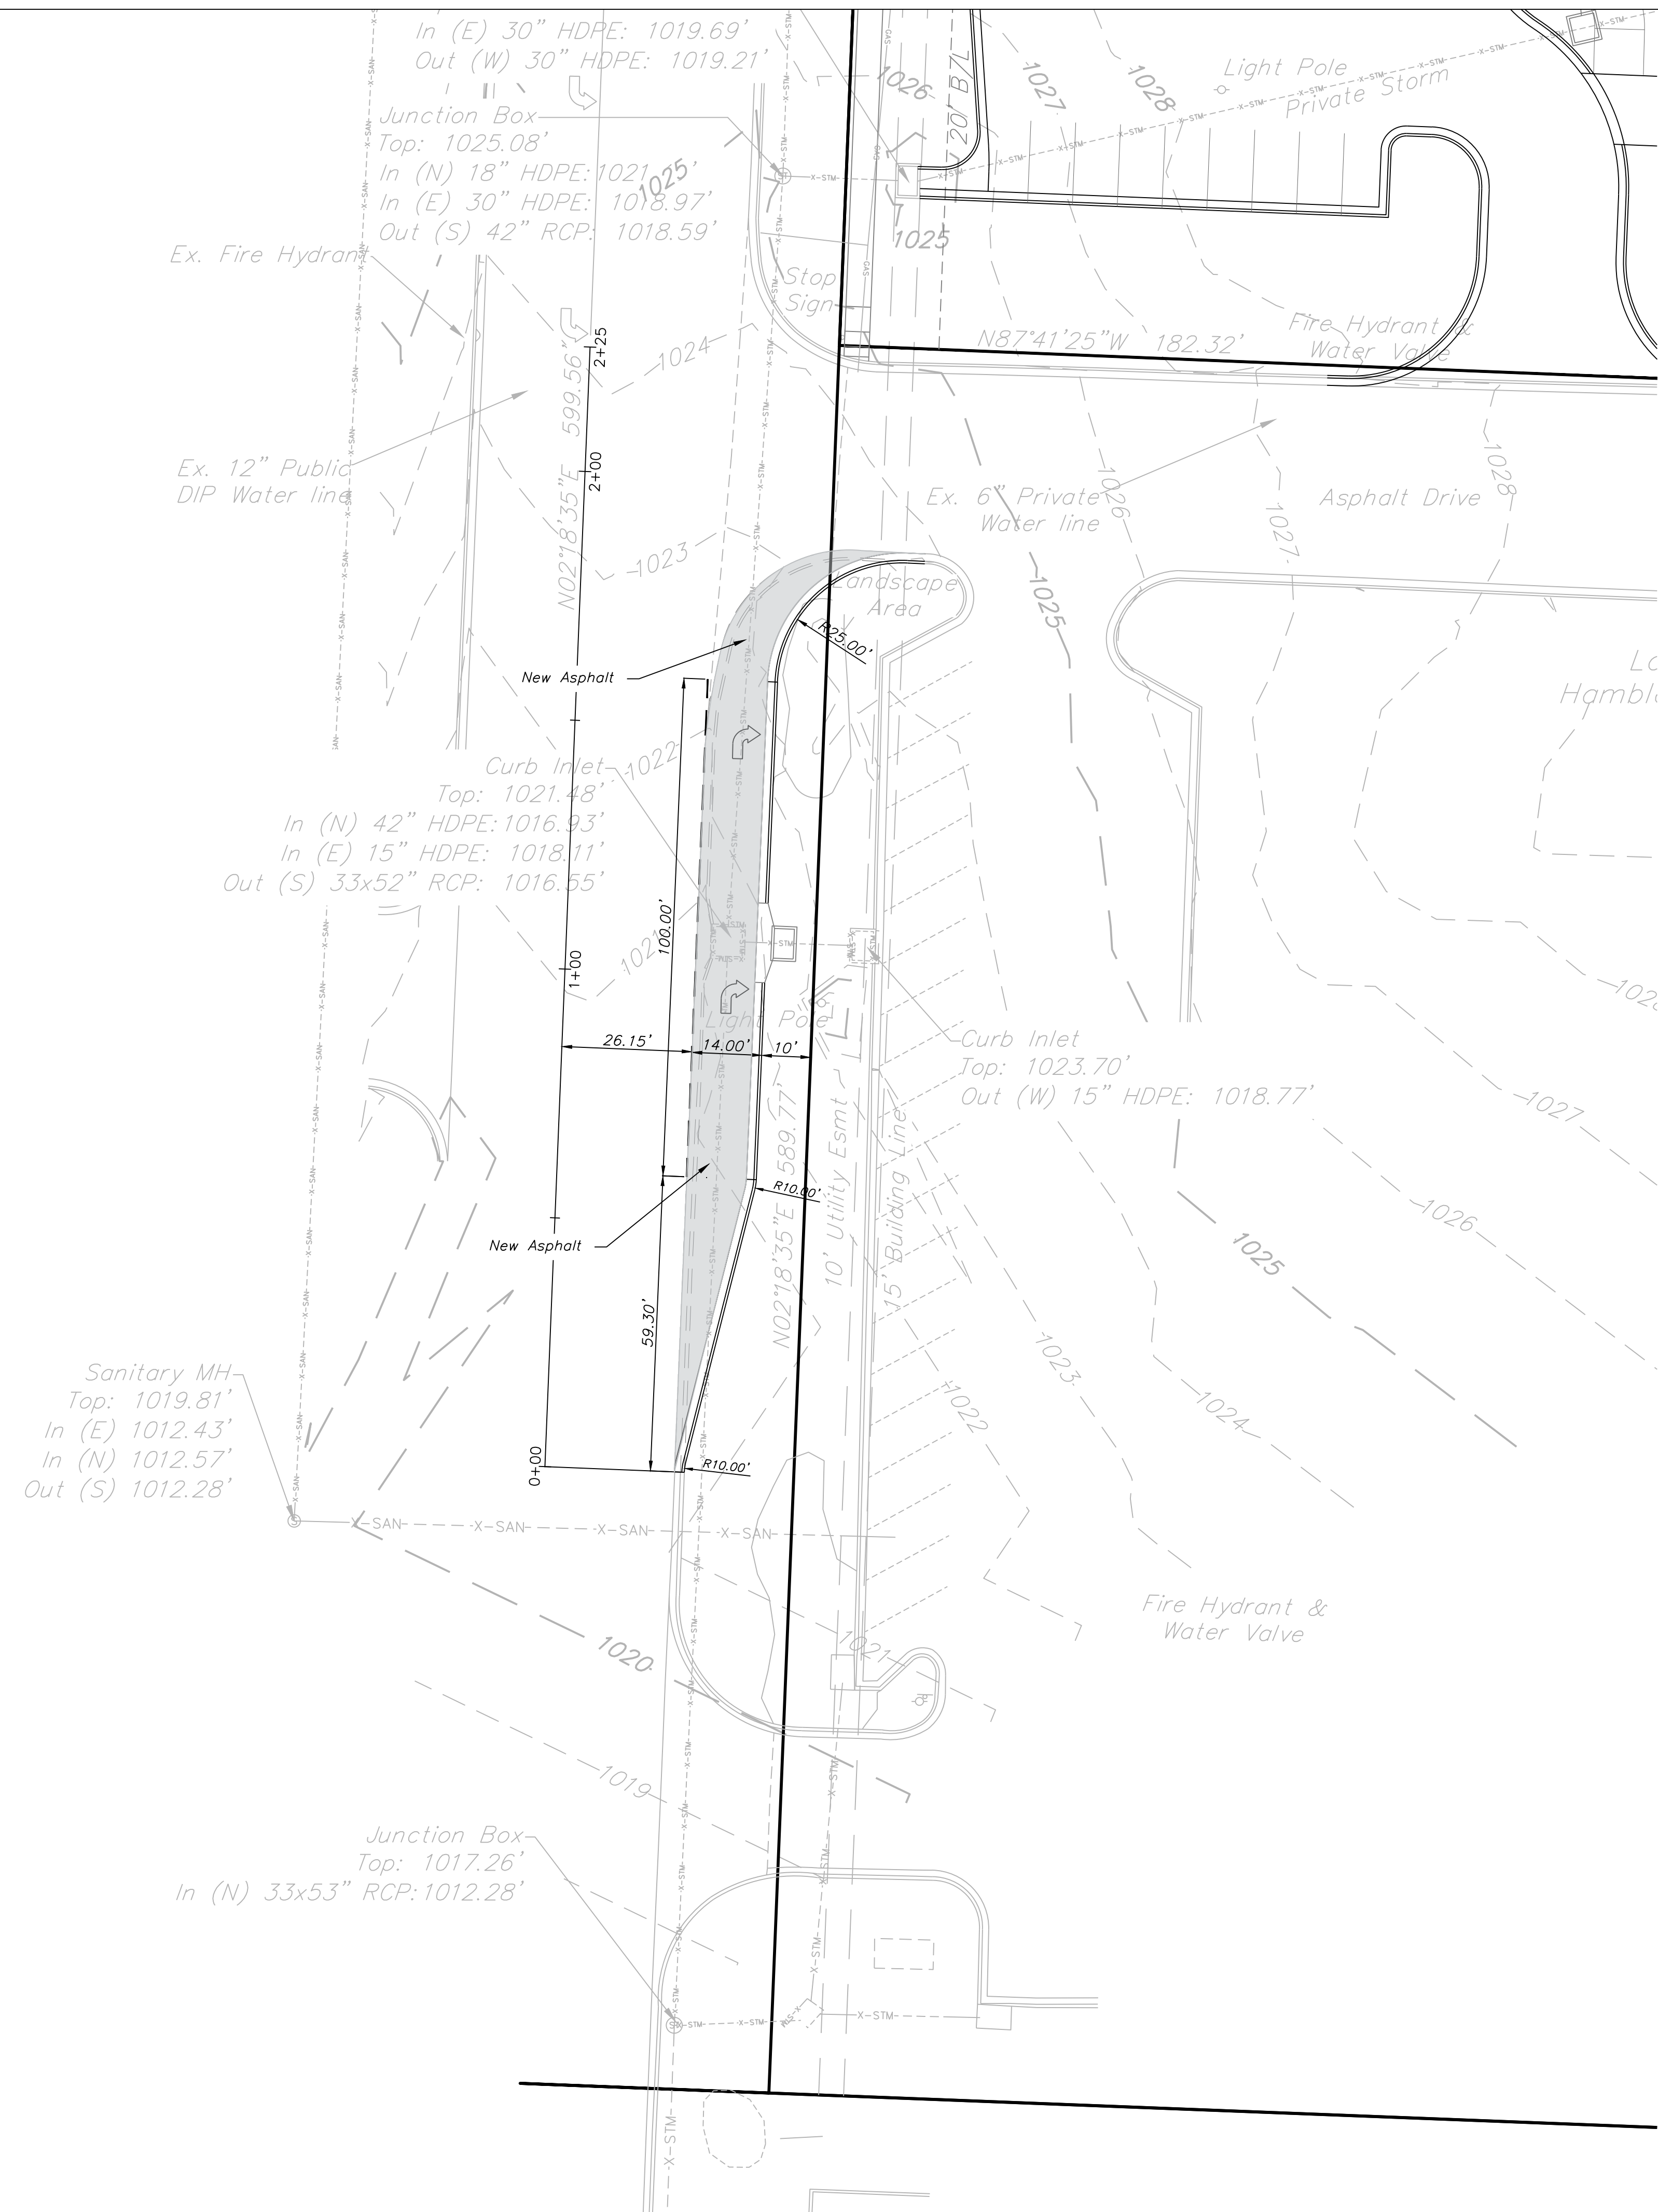 In (E) 30" HDPE: 1019.69'
Out (W) 30" HDPE: 1019.21'
Junction Box
Top: 1025.08'
In (N) 18" HDPE:1021
In (E) 30" HDPE: 1018.97'
Out (S) 42" RCP: 1018.59'
1025
Ex. Fire Hydrant
1026
20' B/L
1027
1028
Light Pole
Private Storm
1025
Stop
Sign
N87°41'25"W 182.32'
Fire Hydrant &
Water Valve
2+25
1024
N02°18'35"E 599.56'
2+00
Ex. 12" Public
DIP Water line
Ex. 6" Private
Water line
1026
Asphalt Drive
1028
1027
1023
1025
Landscape
Area
R25.00'
New Asphalt
Hambl
1022
Curb Inlet
Top: 1021.48'
In (N) 42" HDPE:1016.93'
In (E) 15" HDPE: 1018.11'
Out (S) 33x52" RCP: 1016.55'
100.00'
1021
1+00
Light Pole
26.15'
14.00'
10'
Curb Inlet
Top: 1023.70'
Out (W) 15" HDPE: 1018.77'
1027
N02°18'35"E 589.77'
10' Utility Esmt
15' Building Line
R10.00'
1026
1025
New Asphalt
59.30'
1023
1024
1022
Sanitary MH
Top: 1019.81'
In (E) 1012.43'
In (N) 1012.57'
Out (S) 1012.28'
0+00
R10.00'
X-SAN
X-SAN
X-SAN
X-SAN
1020
1021
Fire Hydrant &
Water Valve
1019
Junction Box
Top: 1017.26'
In (N) 33x53" RCP:1012.28'
X-STM
X-STM
X-STM
X-STM
X-STM
X-STM
X-STM
GAS
GAS
GAS